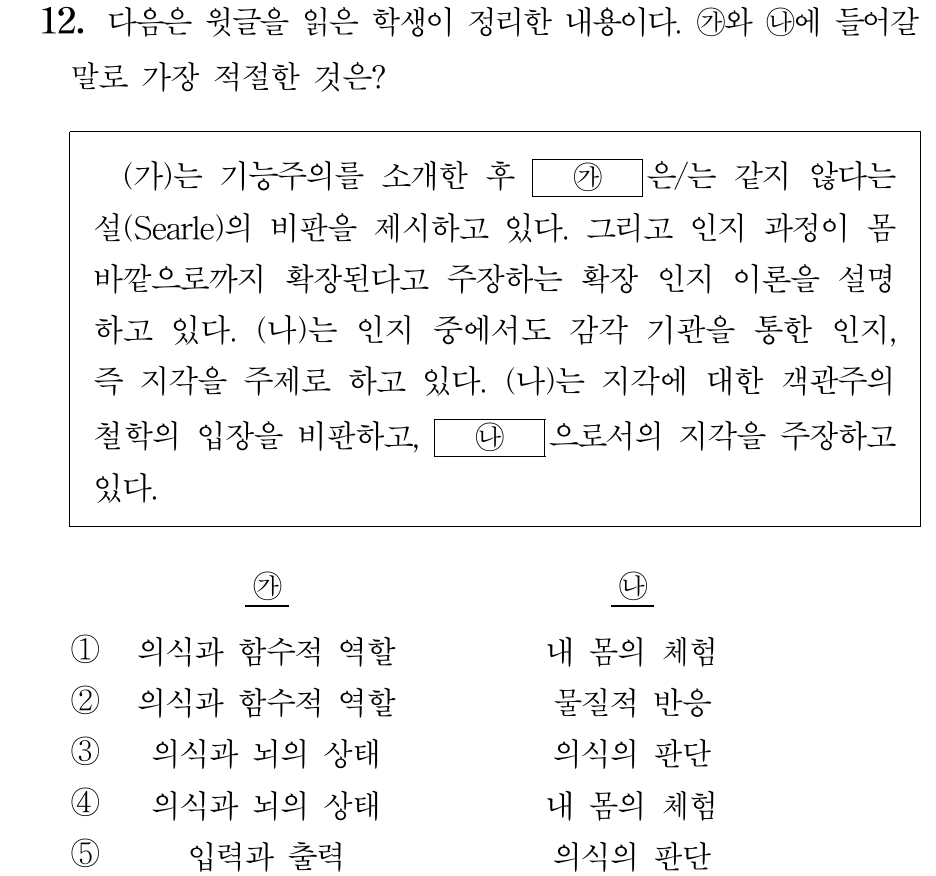 12. 다음은 윗글을 읽은 학생이 정리한 내용이다. ㉮와 ㉯에 들어갈
말로 가장 적절한 것은?
(가)는 기능주의를 소개한 후 ㉮ 은/는 같지 않다는
설(Searle)의 비판을 제시하고 있다. 그리고 인지 과정이 몸
바깥으로까지 확장된다고 주장하는 확장 인지 이론을 설명
하고 있다. (나)는 인지 중에서도 감각 기관을 통한 인지,
즉 지각을 주제로 하고 있다. (나)는 지각에 대한 객관주의
철학의 입장을 비판하고, ㉯ 으로서의 지각을 주장하고
있다.
㉮ ㉯
① 의식과 함수적 역할 내 몸의 체험
② 의식과 함수적 역할 물질적 반응
③ 의식과 뇌의 상태 의식의 판단
④ 의식과 뇌의 상태 내 몸의 체험
⑤ 입력과 출력 의식의 판단